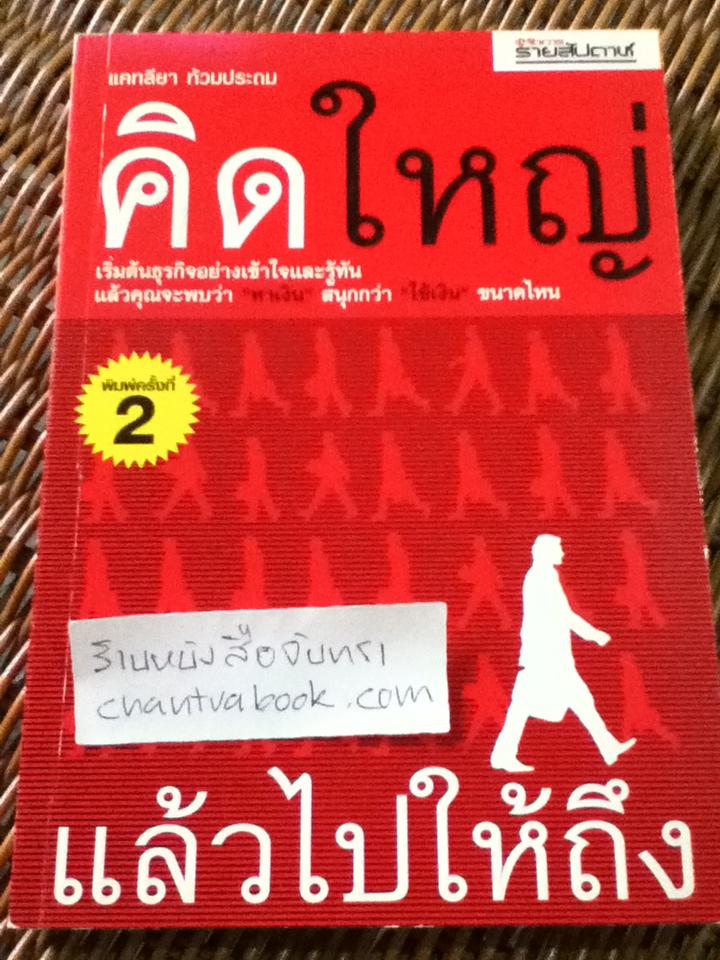 ผู้จัดการ
รายสัปดาห์
แคทลียา ท้วมประถม
คิดใหญ่
เริ่มต้นธุรกิจอย่างเข้าใจและรู้ทัน
แล้วคุณจะพบว่า "หาเงิน" สนุกกว่า "ใช้เงิน" ขนาดไหน
พิมพ์ครั้งที่
2
ร้านหนังสือจันทรา
chantrabook.com
แล้วไปให้ถึง